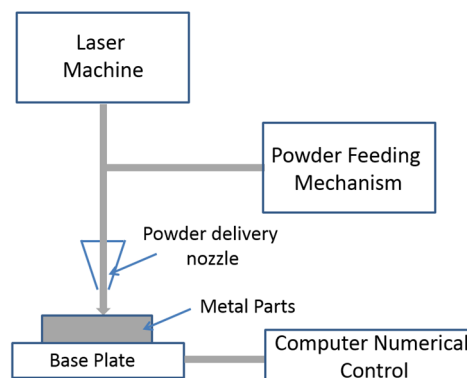 Laser
Machine
Powder Feeding
Mechanism
Powder delivery
nozzle
Metal Parts
Base Plate
Computer Numerical
Control